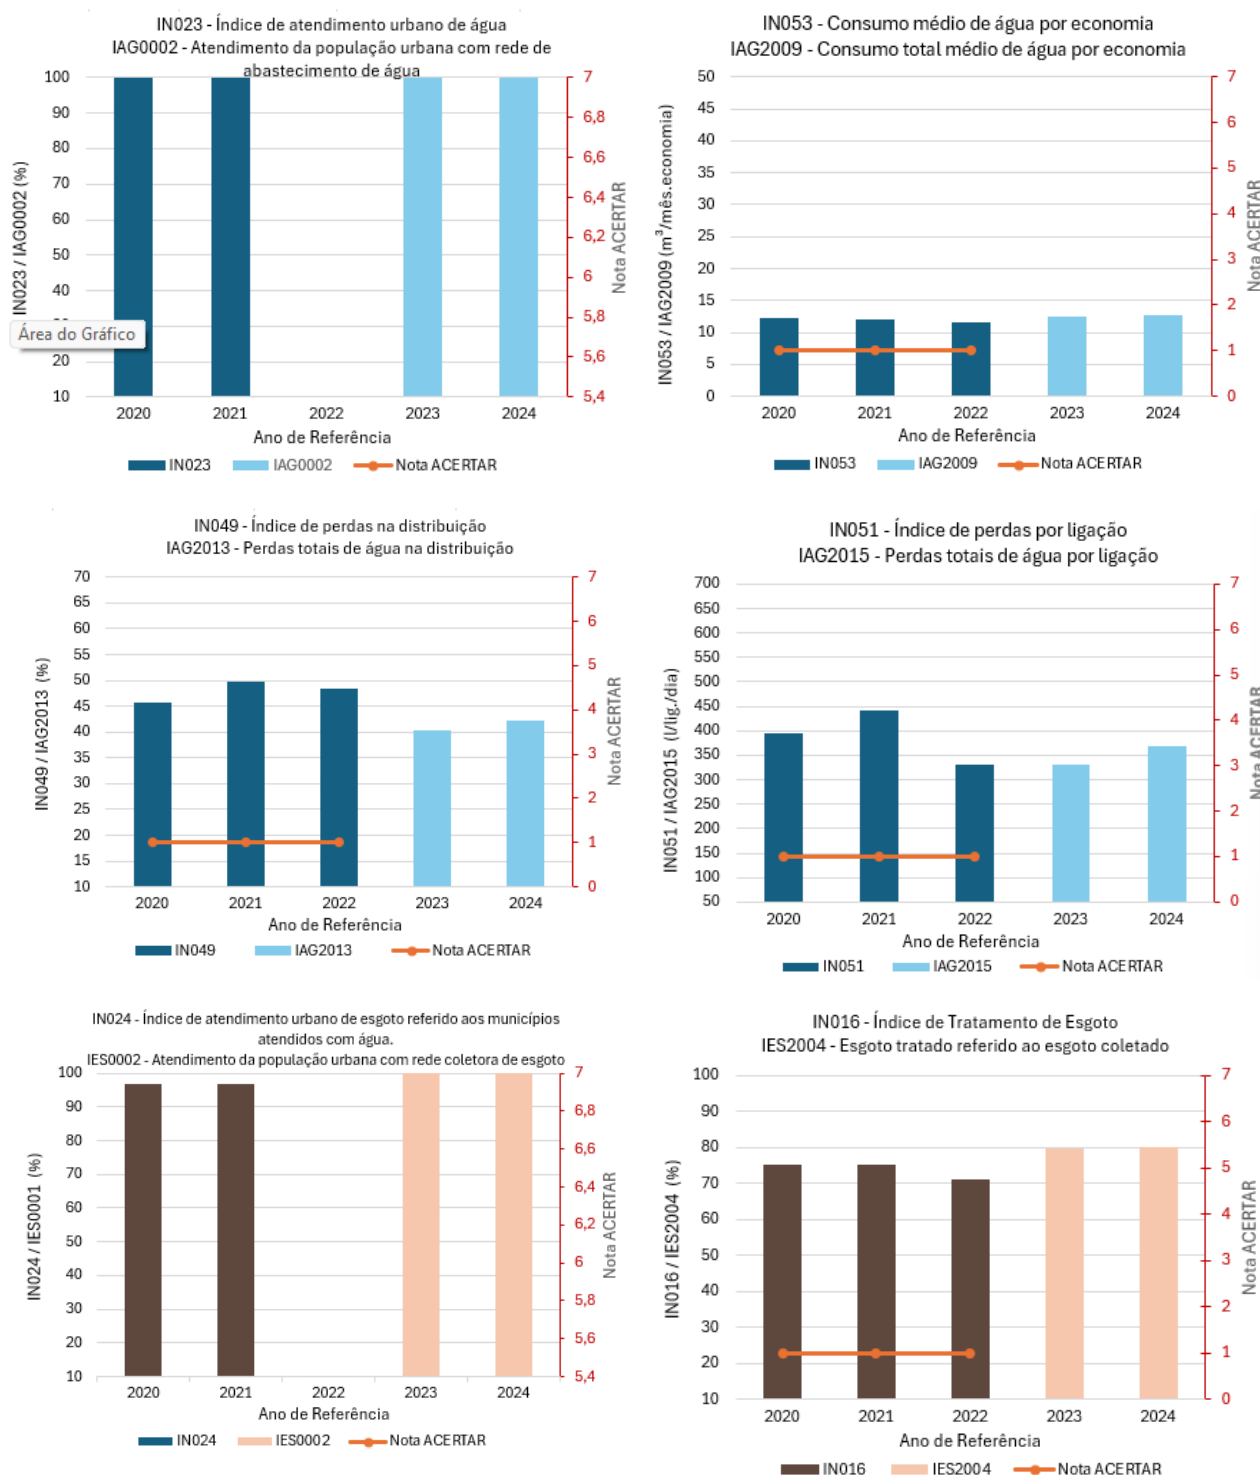 IN023 - Índice de atendimento urbano de água
IAG0002 - Atendimento da população urbana com rede de
abastecimento de água
100
90
80
70
60
50
40
20
10
IN023 / IAG0002 (%)
Área do Gráfico
7
6,8
6,6
6,4
6,2
6
5,8
5,6
5,4
Nota ACERTAR
2020 2021 2022 2023 2024
Ano de Referência
IN023 IAG0002 Nota ACERTAR
IN053 - Consumo médio de água por economia
IAG2009 - Consumo total médio de água por economia
50
45
40
35
30
25
20
15
10
5
0
IN053 / IAG2009 (m³/mês.economia)
7
6
5
4
3
2
1
0
Nota ACERTAR
2020 2021 2022 2023 2024
Ano de Referência
IN053 IAG2009 Nota ACERTAR
IN049 - Índice de perdas na distribuição
IAG2013 - Perdas totais de água na distribuição
70
65
60
55
50
45
40
35
30
25
20
15
10
IN049 / IAG2013 (%)
7
6
5
4
3
2
1
0
Nota ACERTAR
2020 2021 2022 2023 2024
Ano de Referência
IN049 IAG2013 Nota ACERTAR
IN051 - Índice de perdas por ligação
IAG2015 - Perdas totais de água por ligação
700
650
600
550
500
450
400
350
300
250
200
150
100
50
IN051 / IAG2015 (l/lig./dia)
7
6
5
4
3
2
1
0
Nota ACERTAR
2020 2021 2022 2023 2024
Ano de Referência
IN051 IAG2015 Nota ACERTAR
IN024 - Índice de atendimento urbano de esgoto referido aos municípios
atendidos com água.
IES0002 - Atendimento da população urbana com rede coletora de esgoto
100
90
80
70
60
50
40
30
20
10
IN024 / IES0001 (%)
7
6,8
6,6
6,4
6,2
6
5,8
5,6
5,4
Nota ACERTAR
2020 2021 2022 2023 2024
Ano de Referência
IN024 IES0002 Nota ACERTAR
IN016 - Índice de Tratamento de Esgoto
IES2004 - Esgoto tratado referido ao esgoto coletado
100
90
80
70
60
50
40
30
20
10
IN016 / IES2004 (%)
7
6
5
4
3
2
1
0
Nota ACERTAR
2020 2021 2022 2023 2024
Ano de Referência
IN016 IES2004 Nota ACERTAR